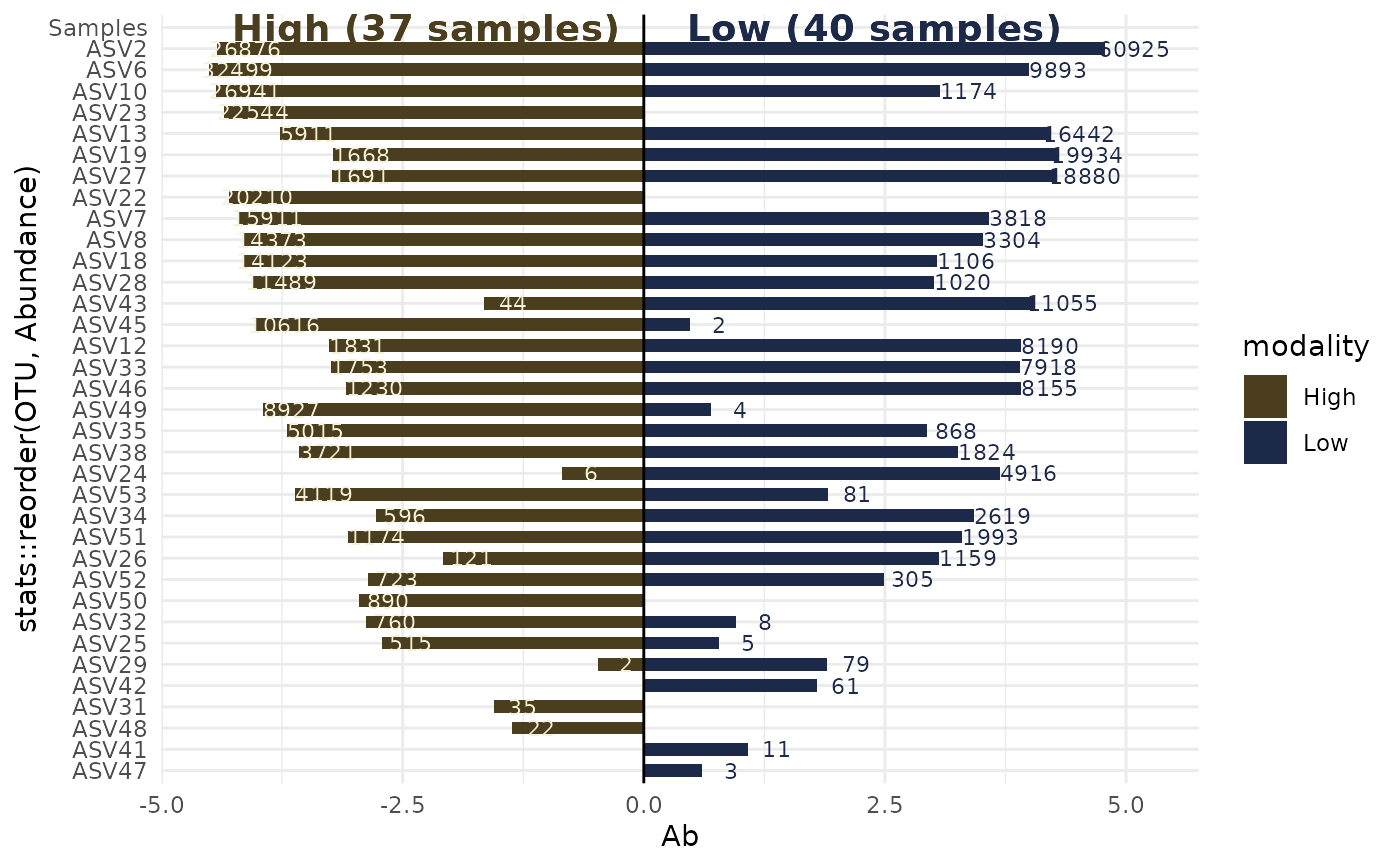 Samples High (37 samples) Low (40 samples)
ASV2 26876 60925
ASV6 32499 9893
ASV10 26941 1174
ASV23 22544
ASV13 5911 16442
ASV19 1668 19934
ASV27 1691 18880
ASV22 20210
ASV7 15911 3818
ASV8 14373 3304
ASV18 14123 1106
ASV28 11489 1020
ASV43 44 11055
ASV45 10616 2
ASV12 1831 8190
ASV33 1753 7918
ASV46 1230 8155
ASV49 8927 4
ASV35 5015 868
ASV38 3721 1824
ASV24 6 4916
ASV53 4119 81
ASV34 596 2619
ASV51 1174 1993
ASV26 121 1159
ASV52 723 305
ASV50 890
ASV32 760 8
ASV25 515 5
ASV29 2 79
ASV42 61
ASV31 35
ASV48 22
ASV41 11
ASV47 3
-5.0 -2.5 0.0 2.5 5.0
Ab
stats::reorder(OTU, Abundance)
modality
High
Low